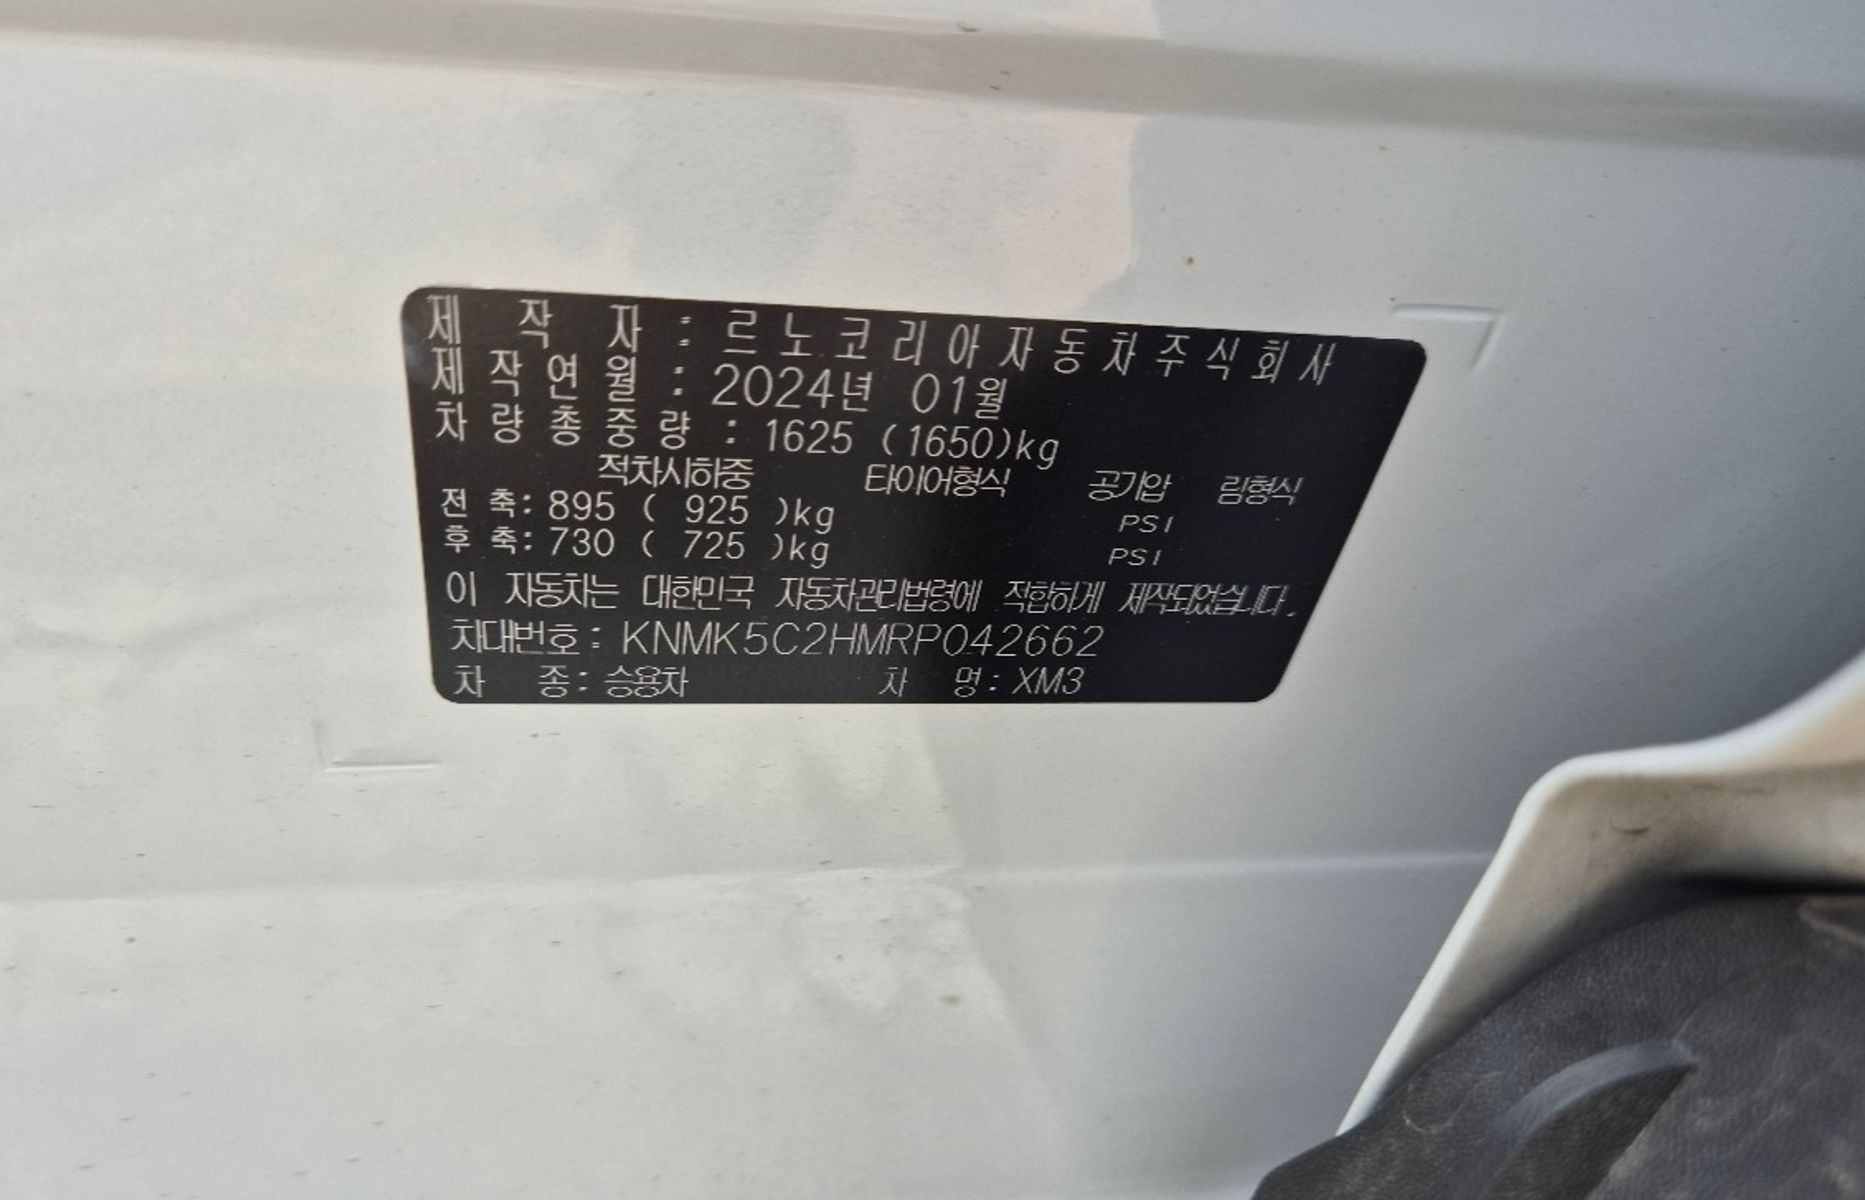 제 작 자 : 르노코리아자동차주식회사
제작연월 : 2024년 01월
차량총중량 : 1625 (1650)kg
적차시하중 타이어형식 공기압 림형식
전 축: 895 ( 925 )kg PSI
후 축: 730 ( 725 )kg PSI
이 자동차는 대한민국 자동차관리법령에 적합하게 제작되었습니다.
차대번호: KNMK5C2HMRP042662
차 종: 승용차 차 명: XM3